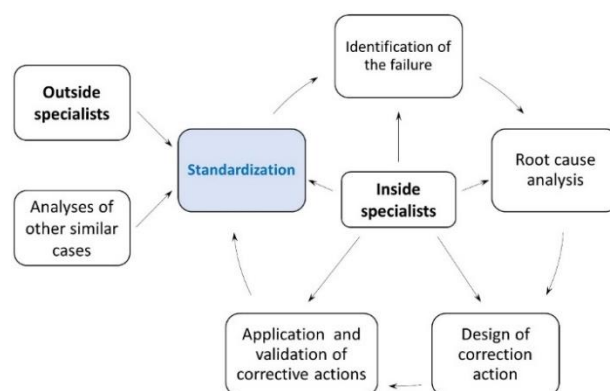 Identification of
the failure
Outside
specialists
Standardization
Root cause
analysis
Inside
specialists
Analyses of
other similar
cases
Application and
validation of
corrective actions
Design of
correction
action